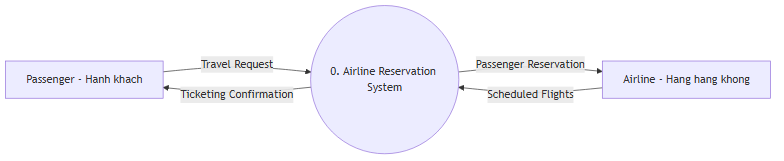 Passenger - Hanh khach
Travel Request
Ticketing Confirmation
0. Airline Reservation
System
Passenger Reservation
Scheduled Flights
Airline - Hang hang khong